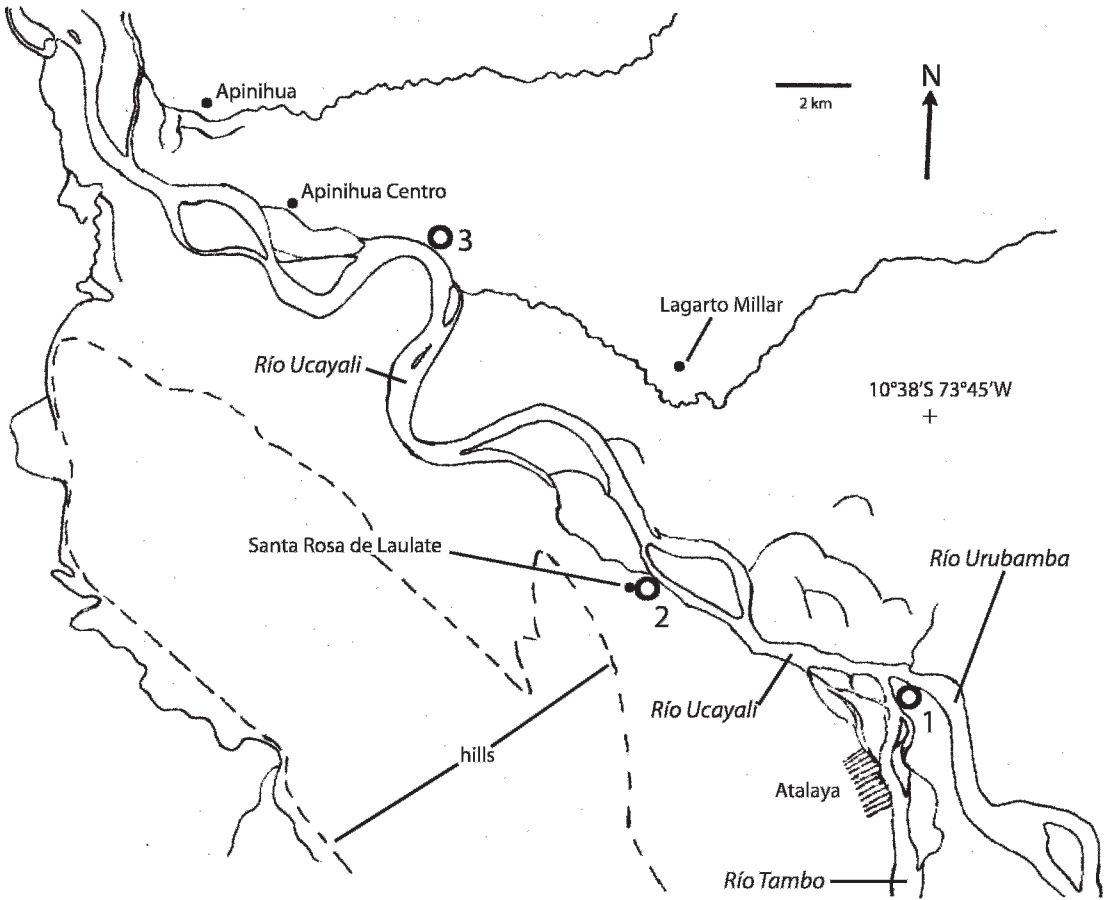 N
Apinihua
2 km
Apinihua Centro
3
Lagarto Millar
Río Ucayali
10°38'S 73°45'W
Santa Rosa de Laulate
2
Río Urubamba
Río Ucayali
1
hills
Atalaya
Río Tambo